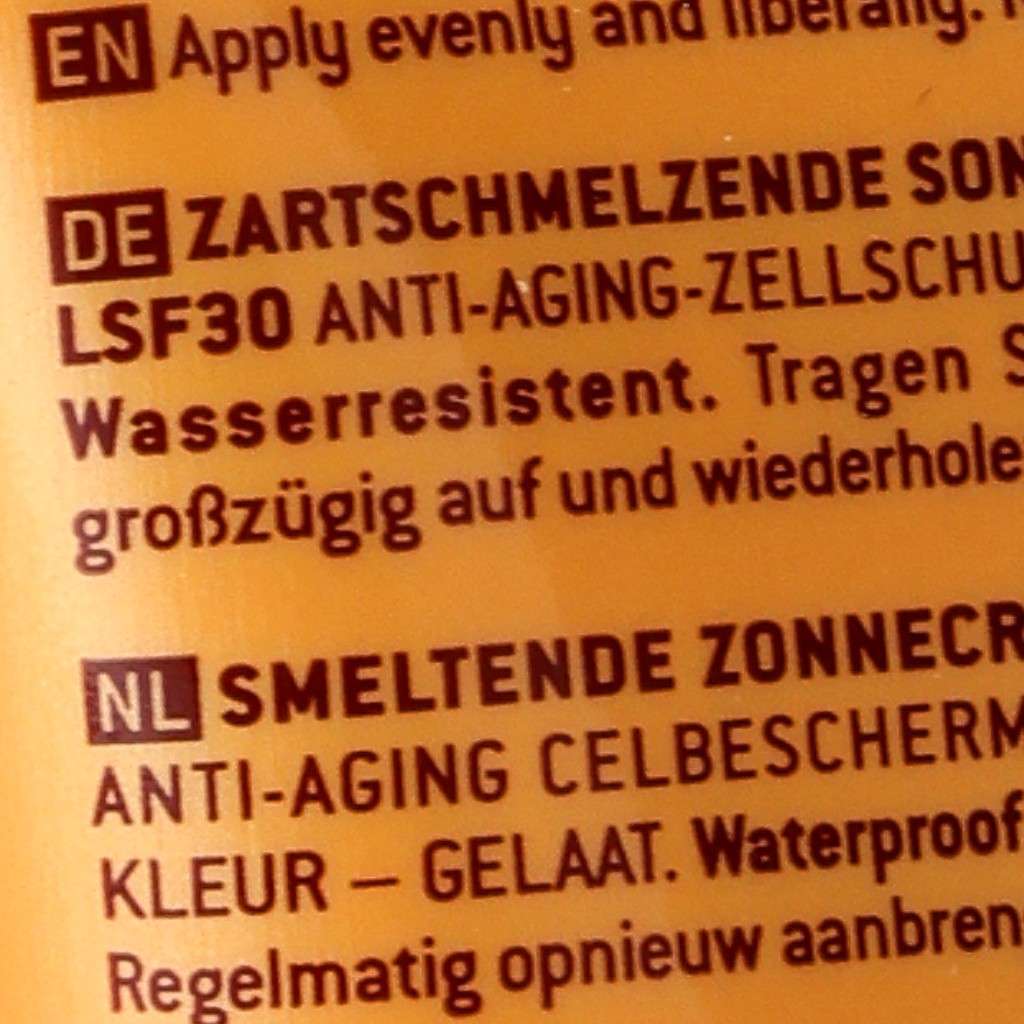 EN Apply evenly and liberally.
DE ZARTSCHMELZENDE
LSF30 ANTI-AGING-
Wasserresistent. Tragen
großzügig auf und
NL SMELTENDE
ANTI-AGING
KLEUR – GELAAT. Waterproof
Regelmatig opnieuw